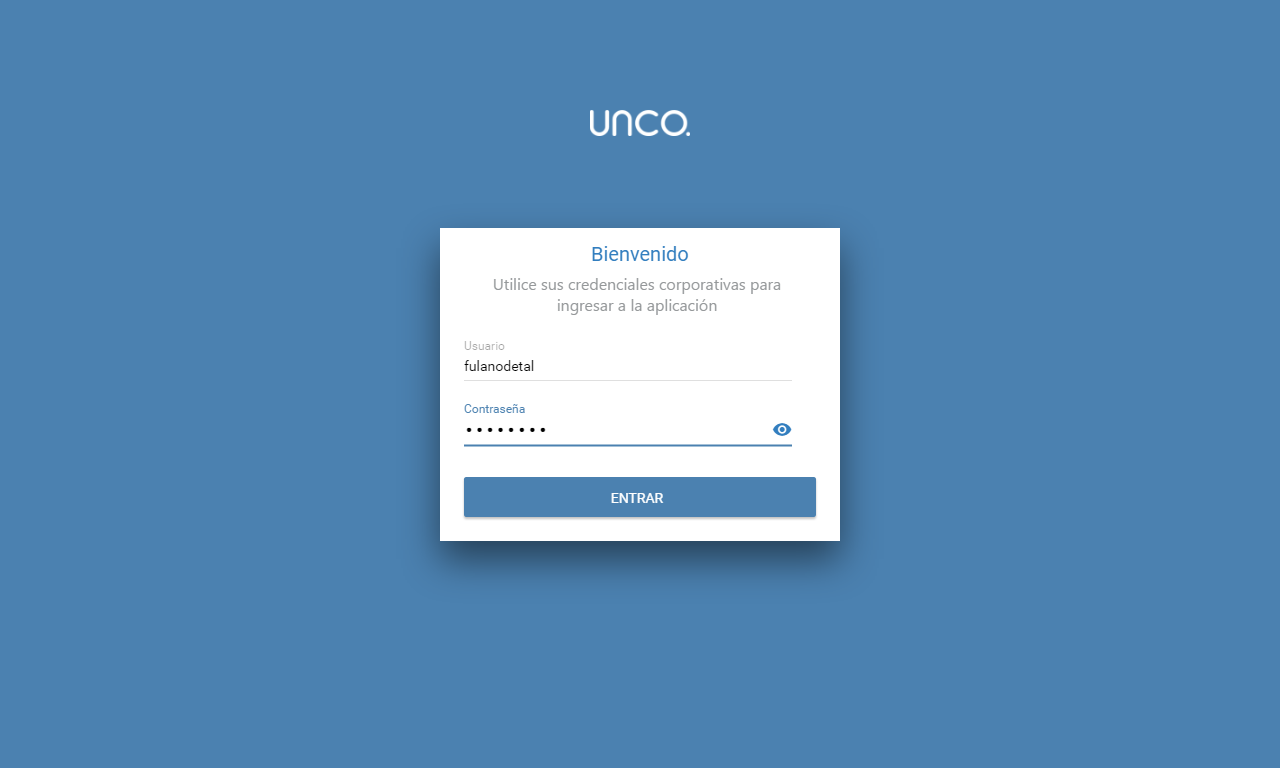 UNCO.
Bienvenido
Utilice sus credenciales corporativas para
ingresar a la aplicación
Usuario
fulanodetal
Contraseña
••••••••
ENTRAR